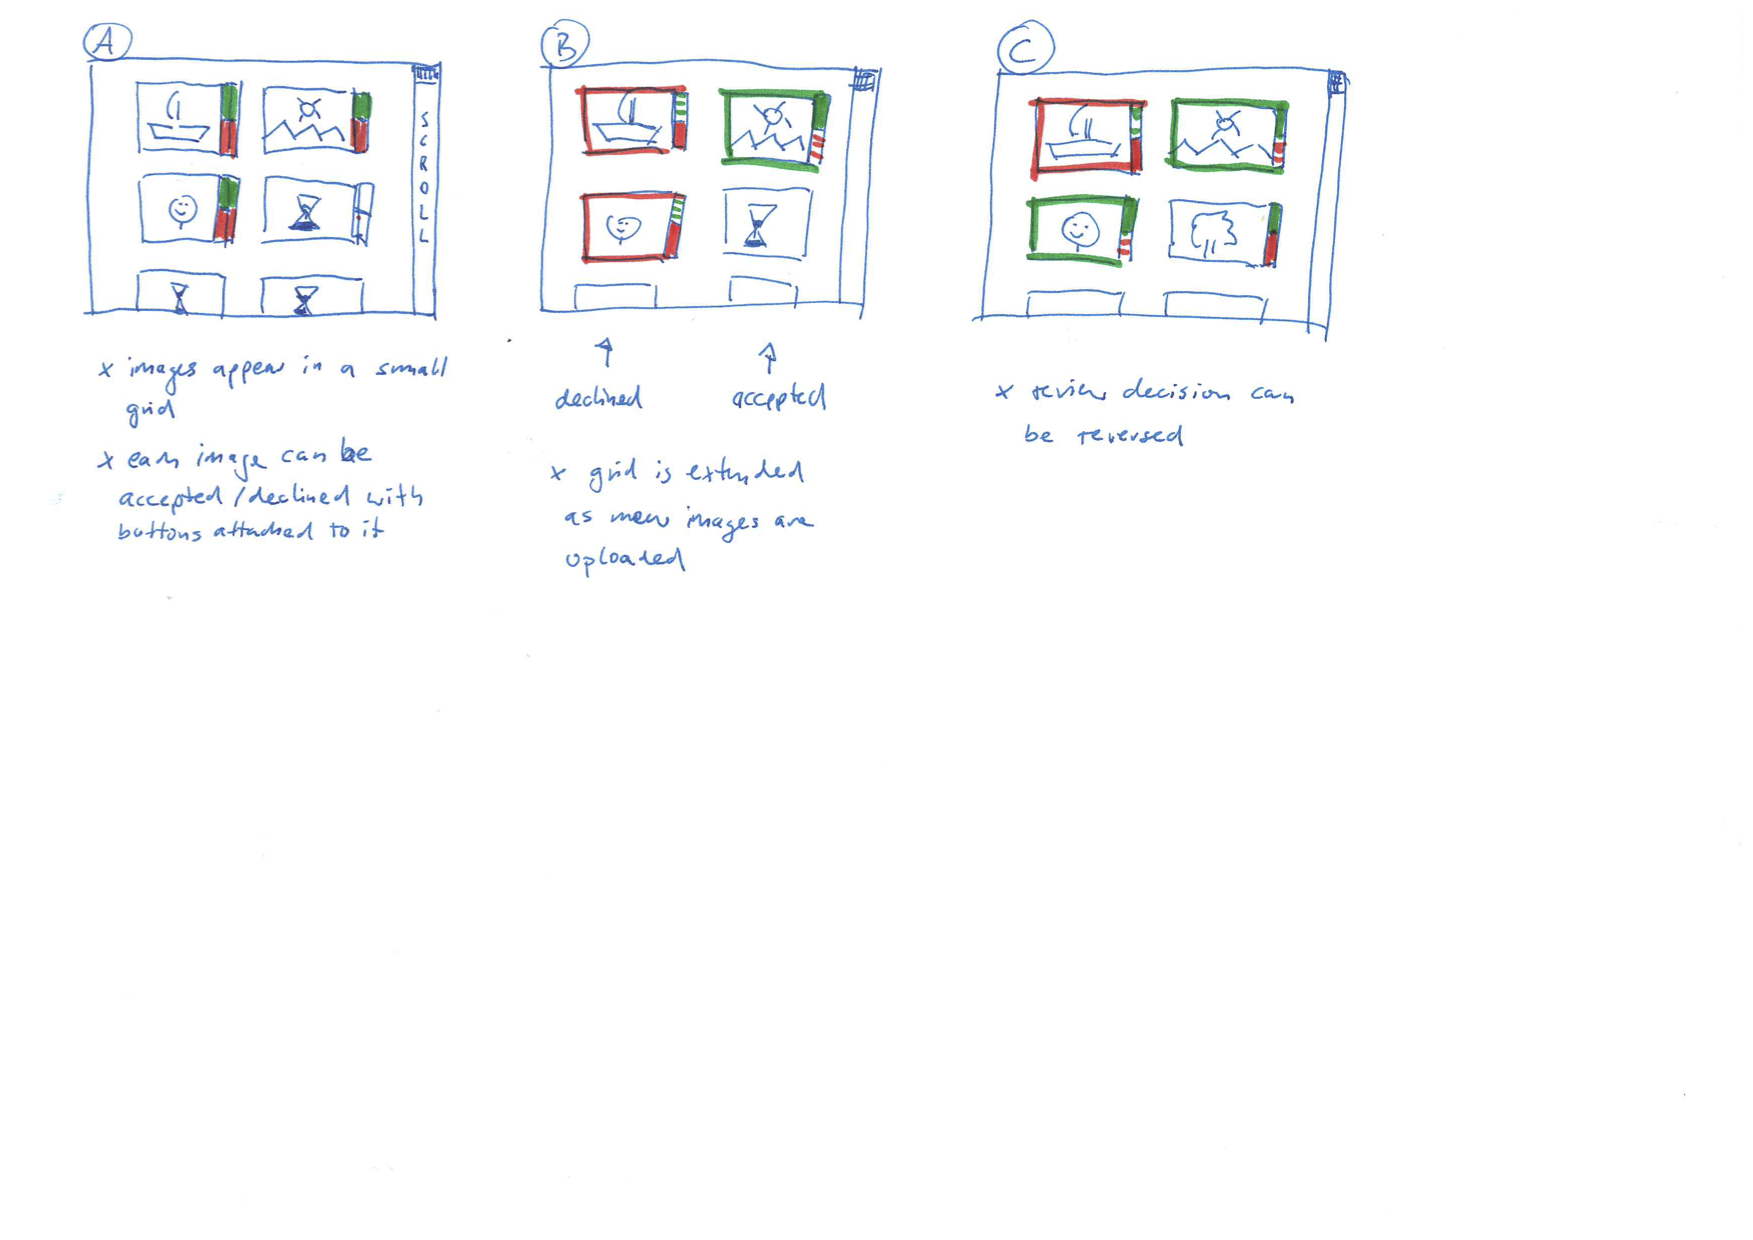 A
SCROLL
x images appear in a small
grid
x each image can be
accepted/declined with
buttons attached to it
B
declined
accepted
x grid is extended
as new images are
uploaded
C
x review decision can
be reversed